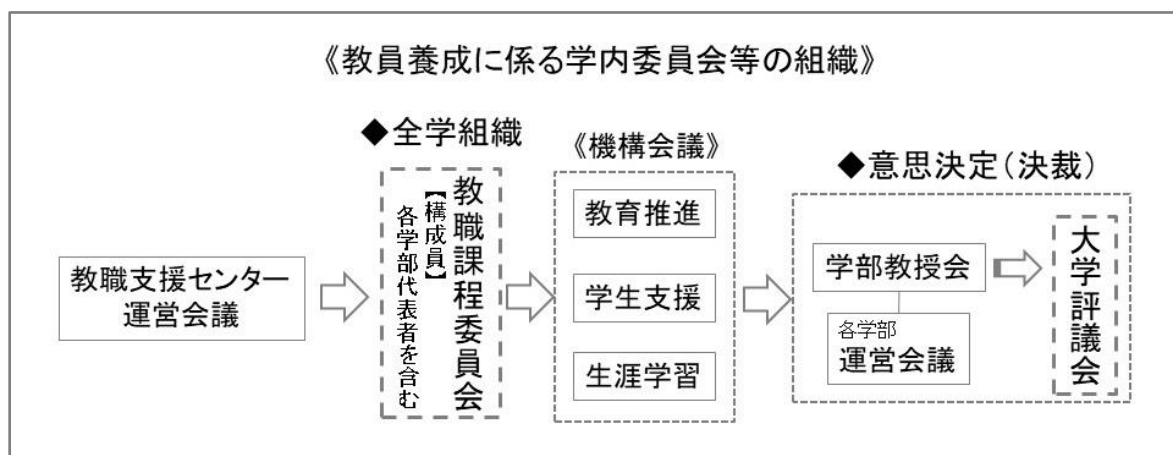 《教員養成に係る学内委員会等の組織》
◆全学組織
教職課程委員会
【構成員】
各学部代表者を含む
《機構会議》
◆意思決定(決裁)
教職支援センター
運営会議
教育推進
学生支援
生涯学習
学部教授会
各学部
運営会議
大学評議会